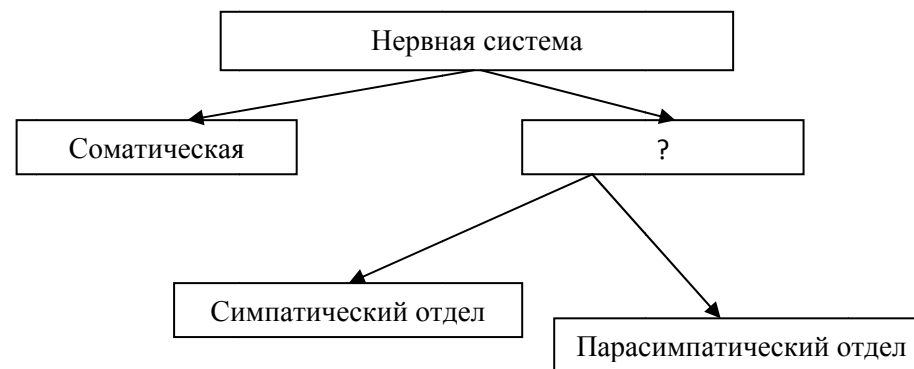 Нервная система
Соматическая
?
Симпатический отдел
Парасимпатический отдел